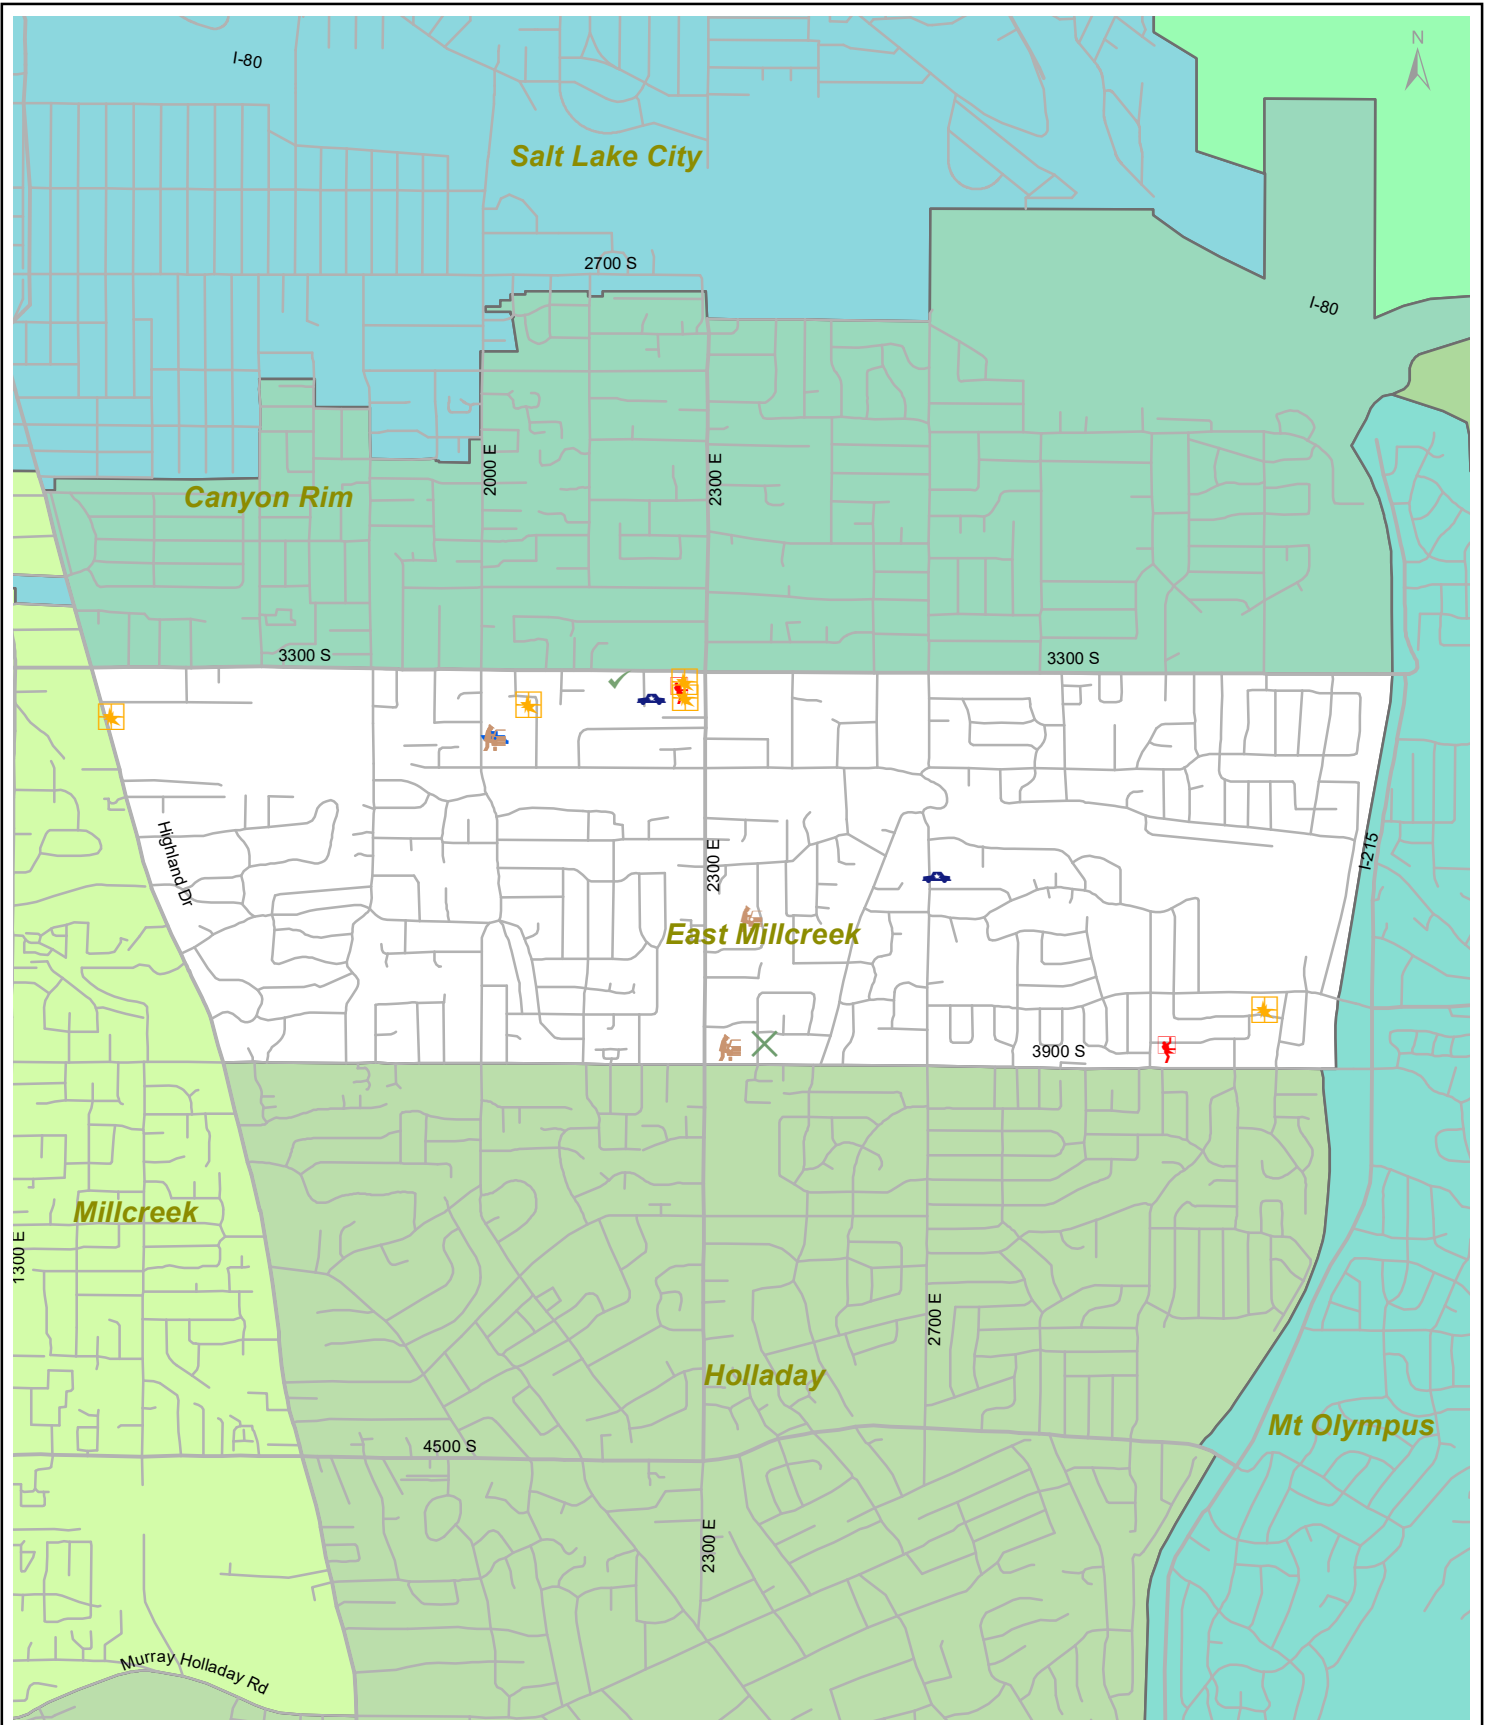 I-80
N
Salt Lake City
2700 S
I-80
2000 E
2300 E
Canyon Rim
3300 S
3300 S
Highland Dr
2300 E
I-215
East Millcreek
3900 S
Millcreek
1300 E
2700 E
Holladay
Mt Olympus
4500 S
2300 E
Murray Holladay Rd